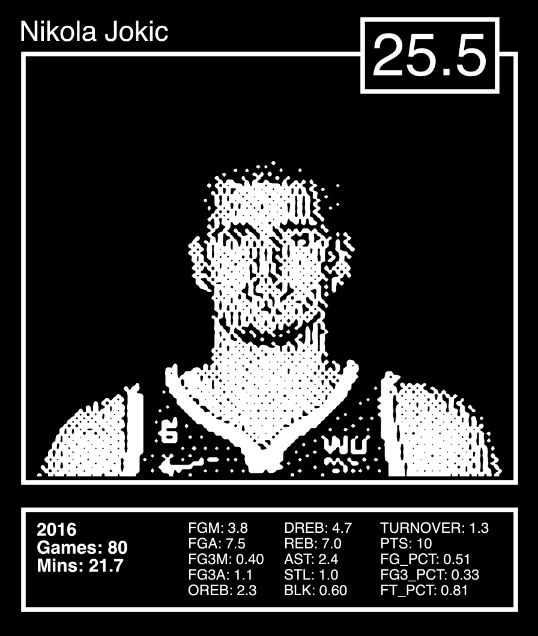 Nikola Jokic
25.5
WU
2016
Games: 80
Mins: 21.7
FGM: 3.8
FGA: 7.5
FG3M: 0.40
FG3A: 1.1
OREB: 2.3
DREB: 4.7
REB: 7.0
AST: 2.4
STL: 1.0
BLK: 0.60
TURNOVER: 1.3
PTS: 10
FG_PCT: 0.51
FG3_PCT: 0.33
FT_PCT: 0.81